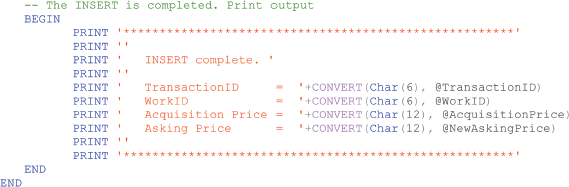 -- The INSERT is completed. Print output
BEGIN
PRINT '******************************************************'
PRINT ''
PRINT '   INSERT complete. '
PRINT ''
PRINT '   TransactionID     =  '+CONVERT(Char(6), @TransactionID)
PRINT '   WorkID            =  '+CONVERT(Char(6), @WorkID)
PRINT '   Acquisition Price =  '+CONVERT(Char(12), @AcquisitionPrice)
PRINT '   Asking Price      =  '+CONVERT(Char(12), @NewAskingPrice)
PRINT ''
PRINT '******************************************************'
END
END